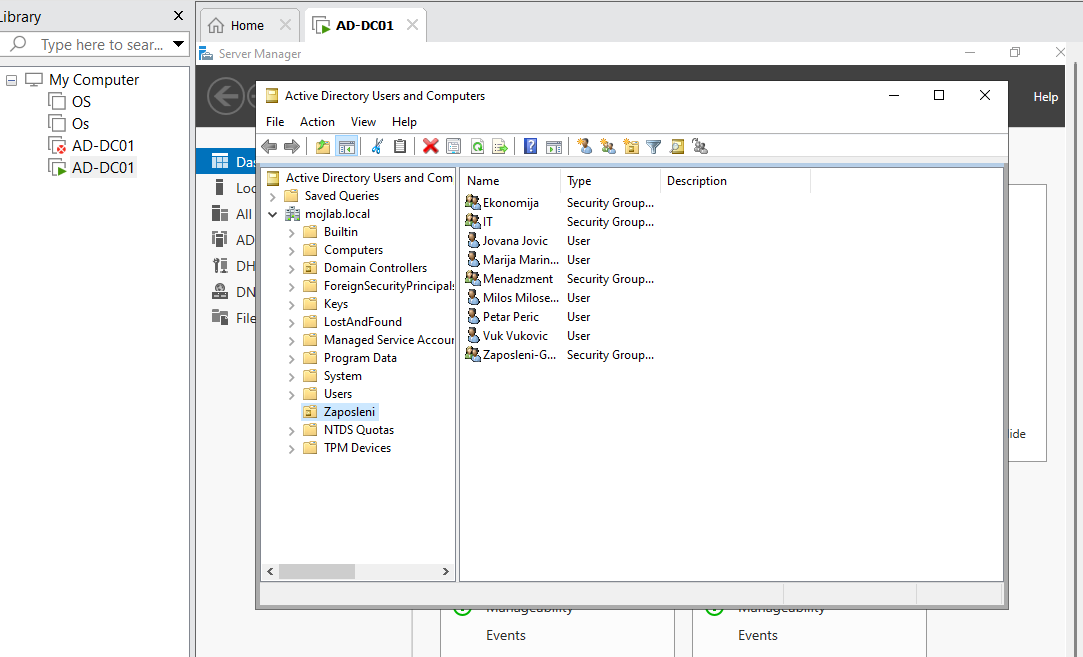 Library
Type here to sear...
My Computer
OS
Os
AD-DC01
AD-DC01
Home
AD-DC01
Server Manager
Help
Das
Loc
All
AD
DH
DN
File
Active Directory Users and Computers
File Action View Help
Active Directory Users and Com
Saved Queries
mojlab.local
Builtin
Computers
Domain Controllers
ForeignSecurityPrincipals
Keys
LostAndFound
Managed Service Accour
Program Data
System
Users
Zaposleni
NTDS Quotas
TPM Devices
Name Type Description
Ekonomija Security Group...
IT Security Group...
Jovana Jovic User
Marija Marin... User
Menadzment Security Group...
Milos Milose... User
Petar Peric User
Vuk Vukovic User
Zaposleni-G... Security Group...
ide
Manageability
Events
Manageability
Events